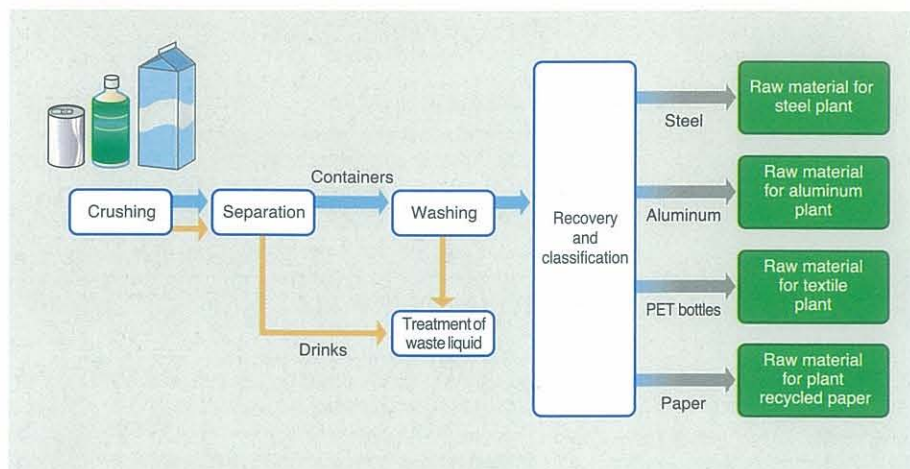 Crushing
Separation
Containers
Washing
Drinks
Treatment of
waste liquid
Recovery
and
classification
Steel
Raw material for
steel plant
Aluminum
Raw material
for aluminum
plant
PET bottles
Raw material
for textile
plant
Paper
Raw material
for plant
recycled paper